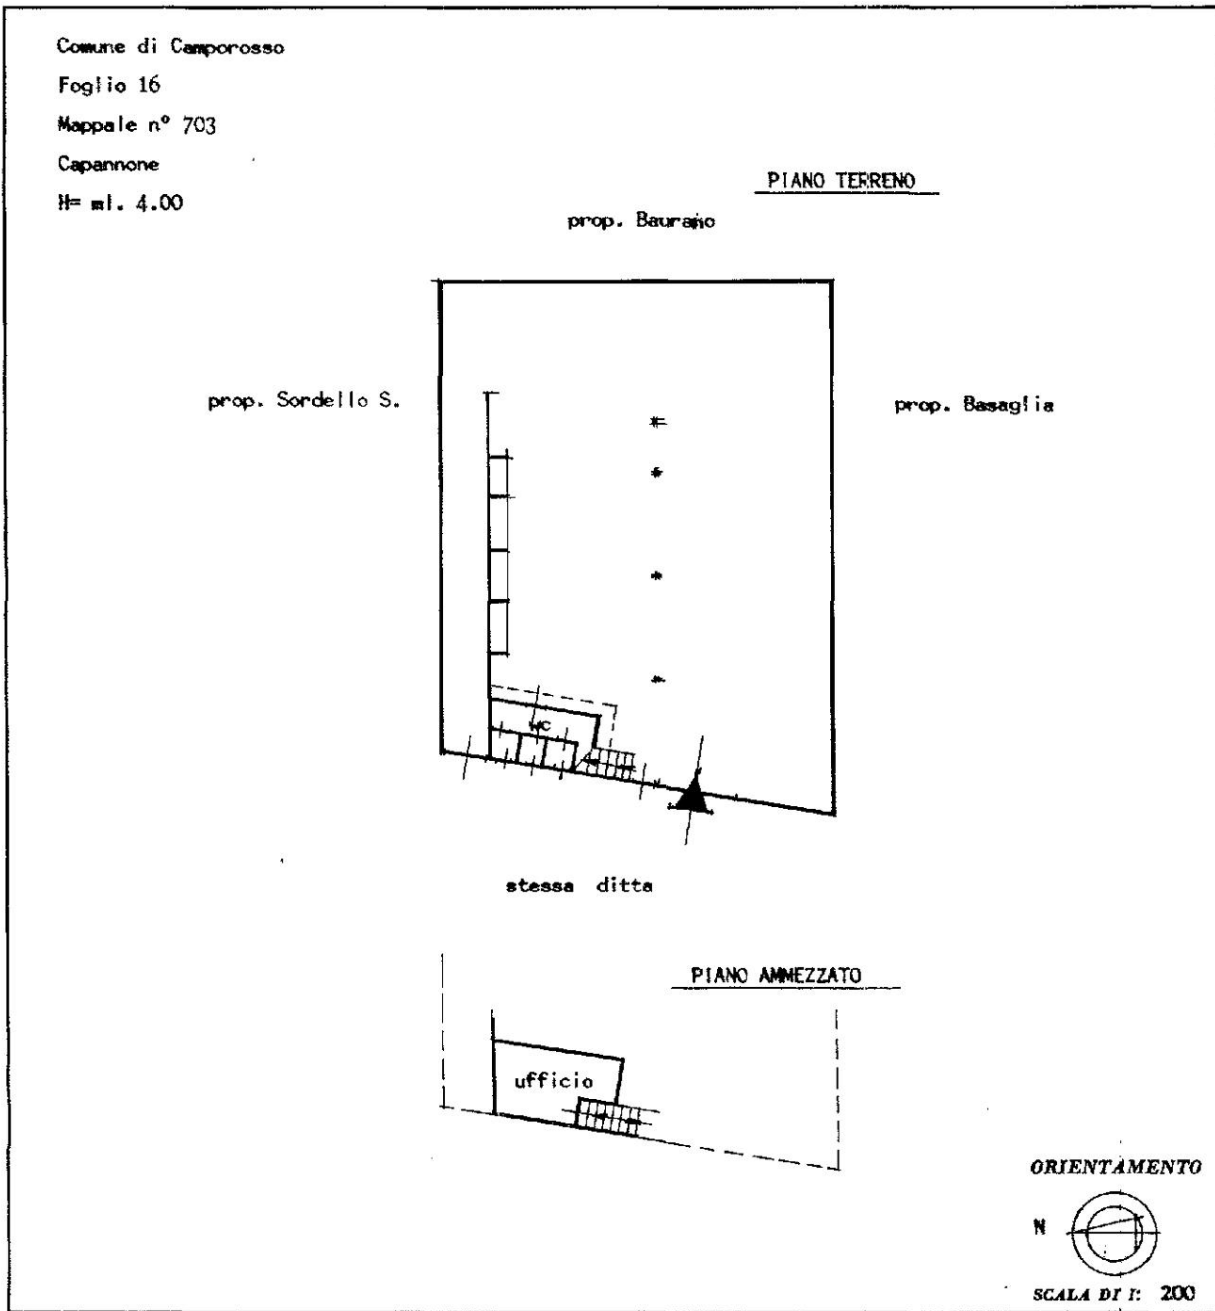 Comune di Camporosso
Foglio 16
Mappale nº 703
Capannone
H= ml. 4.00
PIANO TERRENO
prop. Baurano
prop. Sordello S.
prop. Basaglia
WC
stessa ditta
PIANO AMMEZZATO
ufficio
ORIENTAMENTO
N
SCALA DI 1: 200